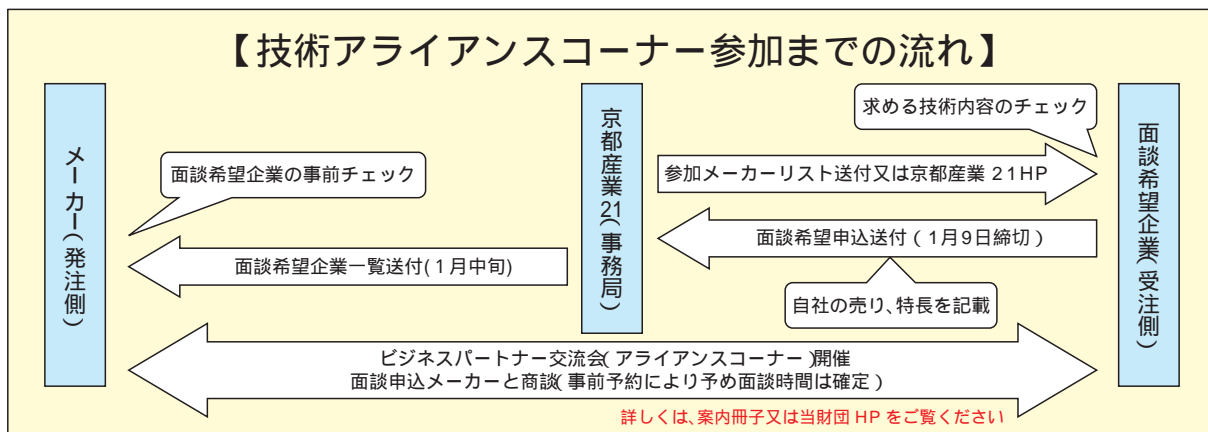 【技術アライアンスコーナー参加までの流れ】
メーカー(発注側)
京都産業21(事務局)
面談希望企業(受注側)
求める技術内容のチェック
参加メーカーリスト送付又は京都産業21HP
面談希望申込送付(1月9日締切)
自社の売り、特長を記載
面談希望企業の事前チェック
面談希望企業一覧送付(1月中旬)
ビジネスパートナー交流会(アライアンスコーナー)開催
面談申込メーカーと商談(事前予約により予め面談時間は確定)
詳しくは、案内冊子又は当財団HPをご覧ください